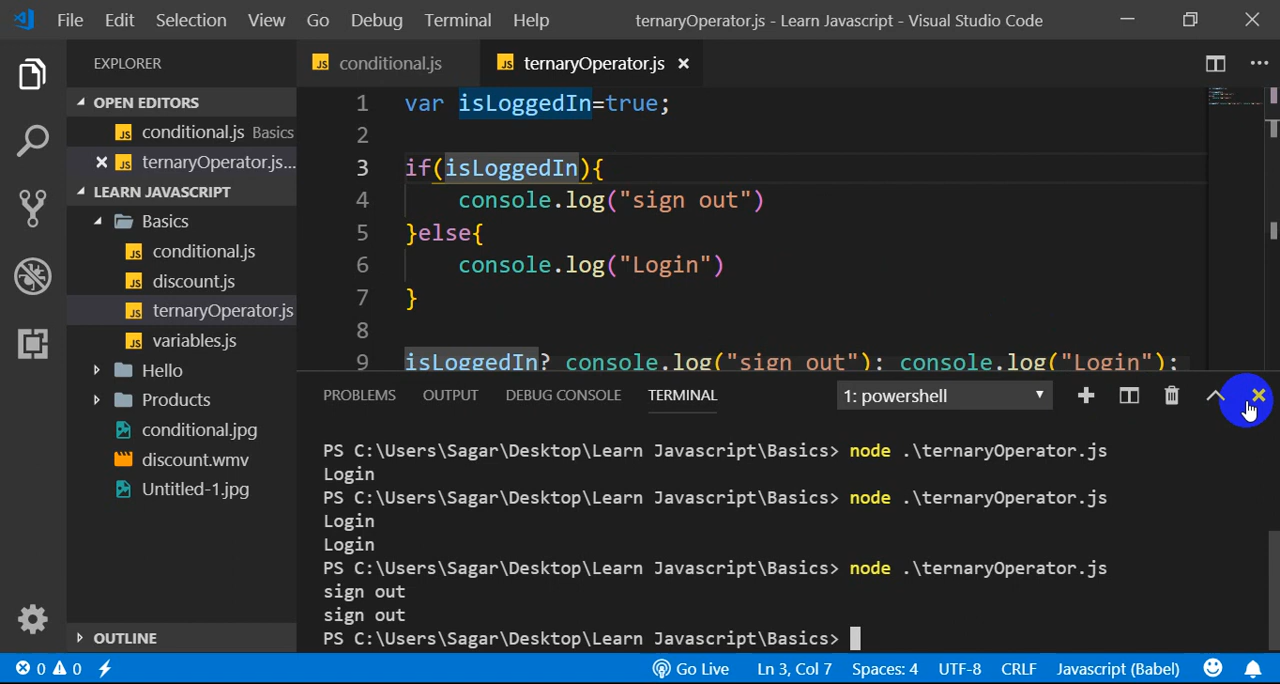 File Edit Selection View Go Debug Terminal Help ternaryOperator.js - Learn Javascript - Visual Studio Code
EXPLORER
conditional.js ternaryOperator.js
OPEN EDITORS
conditional.js Basics
ternaryOperator.js...
LEARN JAVASCRIPT
Basics
conditional.js
discount.js
ternaryOperator.js
variables.js
Hello
Products
conditional.jpg
discount.wmv
Untitled-1.jpg
OUTLINE
1 var isLoggedIn=true;
2
3 if(isLoggedIn){
4 console.log("sign out")
5 }else{
6 console.log("Login")
7 }
8
9 isLoggedIn? console.log("sign out"): console.log("Login");
PROBLEMS OUTPUT DEBUG CONSOLE TERMINAL 1: powershell
PS C:\Users\Sagar\Desktop\Learn Javascript\Basics> node .\ternaryOperator.js
Login
PS C:\Users\Sagar\Desktop\Learn Javascript\Basics> node .\ternaryOperator.js
Login
Login
PS C:\Users\Sagar\Desktop\Learn Javascript\Basics> node .\ternaryOperator.js
sign out
sign out
PS C:\Users\Sagar\Desktop\Learn Javascript\Basics>
0 0 Go Live Ln 3, Col 7 Spaces: 4 UTF-8 CRLF Javascript (Babel)